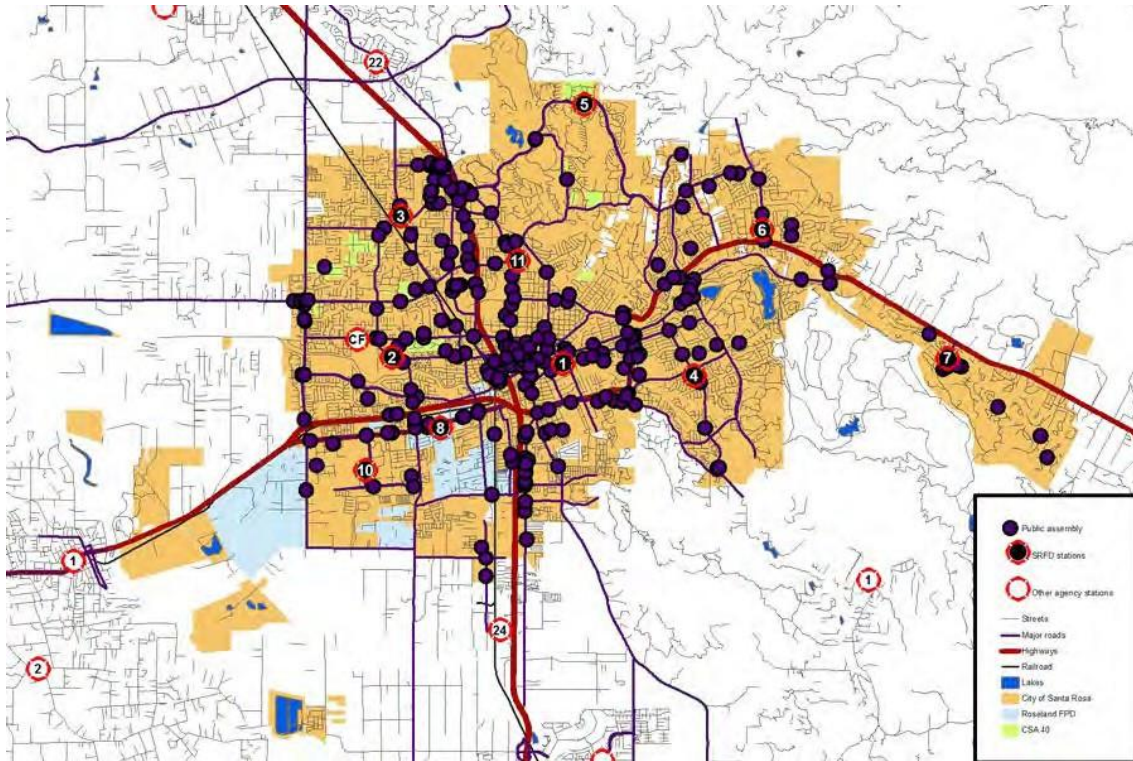 22
5
3
6
11
CF
2
1
7
4
8
10
1
1
24
2
Public assembly
SRFD stations
Other agency stations
Streets
Major roads
Highways
Railroad
Lakes
City of Santa Rosa
Roseland FPD
CSA 40